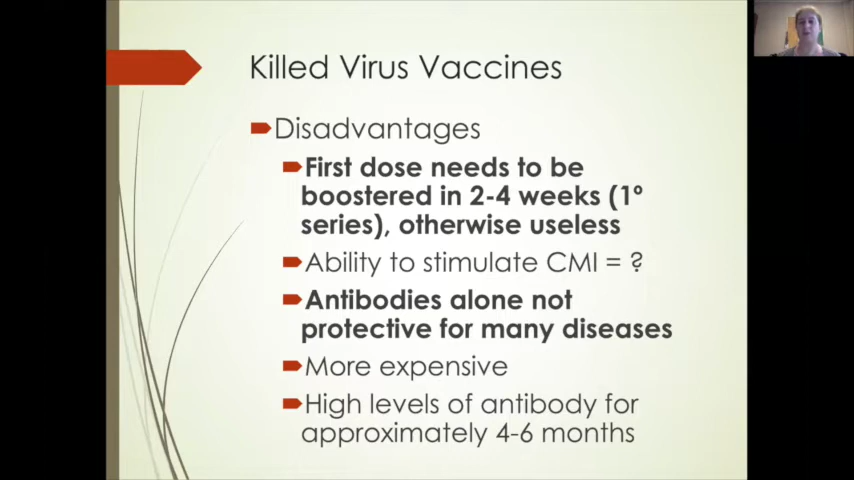 Killed Virus Vaccines
Disadvantages
First dose needs to be
boostered in 2-4 weeks (1º
series), otherwise useless
Ability to stimulate CMI = ?
Antibodies alone not
protective for many diseases
More expensive
High levels of antibody for
approximately 4-6 months